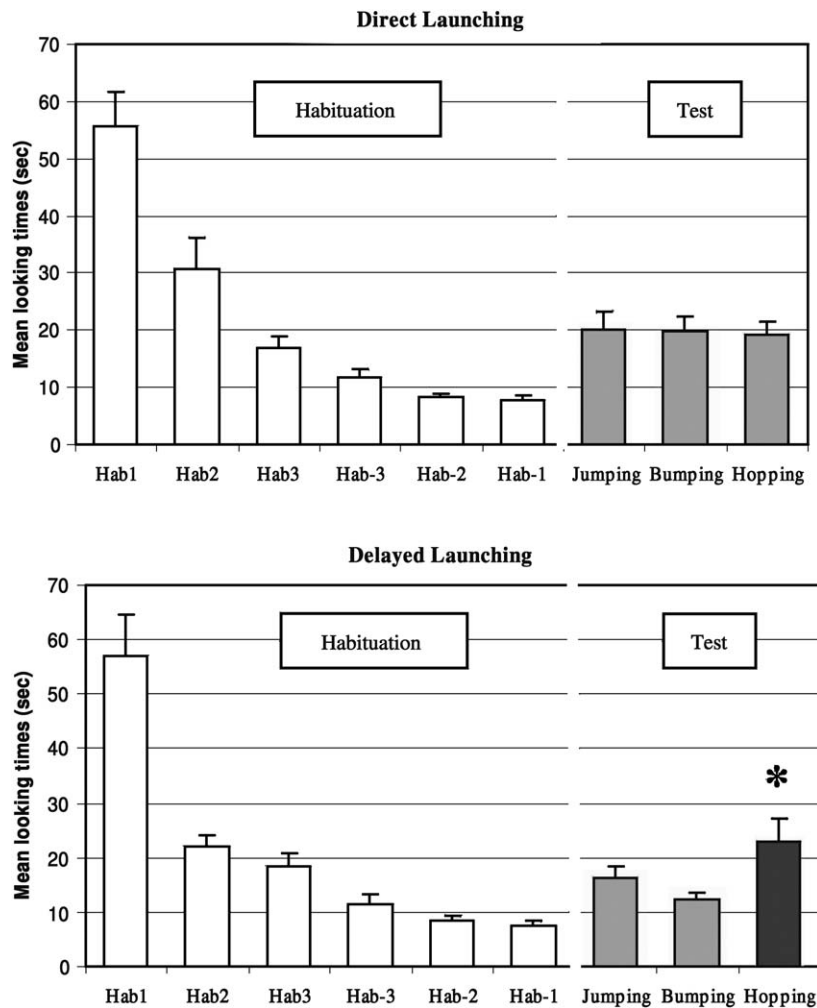 Direct Launching
70
60
50
40
30
20
10
0
Mean looking times (sec)
Habituation
Test
Hab1 Hab2 Hab3 Hab-3 Hab-2 Hab-1 Jumping Bumping Hopping
Delayed Launching
70
60
50
40
30
20
10
0
Mean looking times (sec)
Habituation
Test
*
Hab1 Hab2 Hab3 Hab-3 Hab-2 Hab-1 Jumping Bumping Hopping